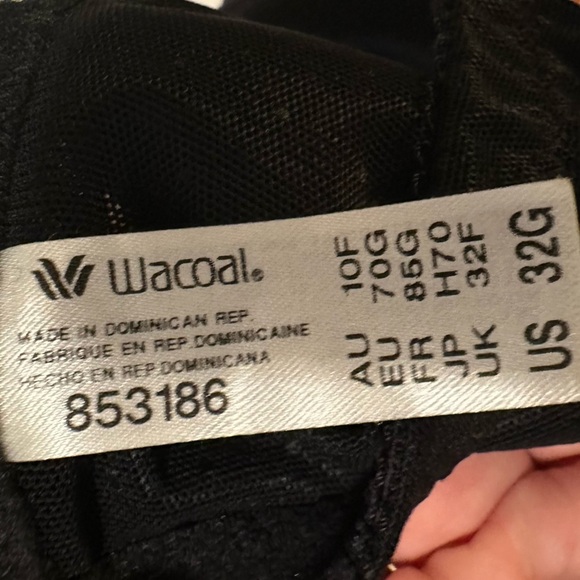 Wacoal®
MADE IN DOMINICAN REP.
FABRIQUE EN REP.DOMINICAINE
HECHO EN REP.DOMINICANA
853186
AU 10F
EU 70G
FR 85G
JP H70
UK 32F
US 32G